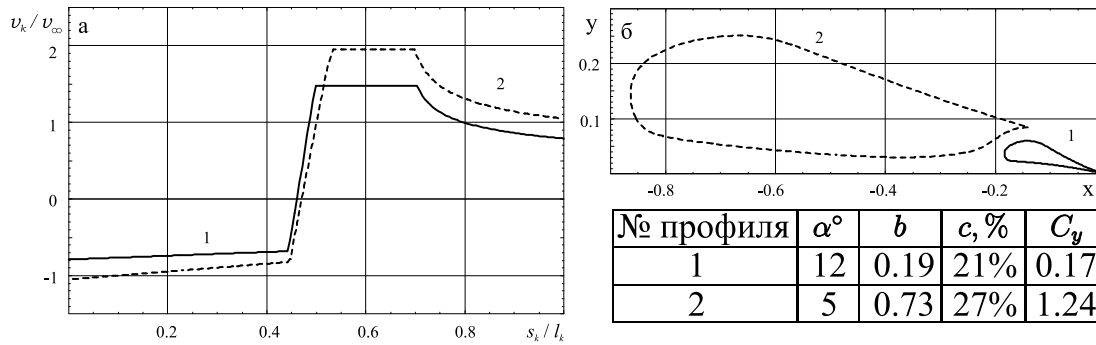 v_k / v_∞ а
2
1
0
-1
1
2
0.2 0.4 0.6 0.8
s_k / l_k
y б
0.2
0.1
2
1
-0.8 -0.6 -0.4 -0.2 x
№ профиля α° b c, % C_y
1 12 0.19 21% 0.17
2 5 0.73 27% 1.24